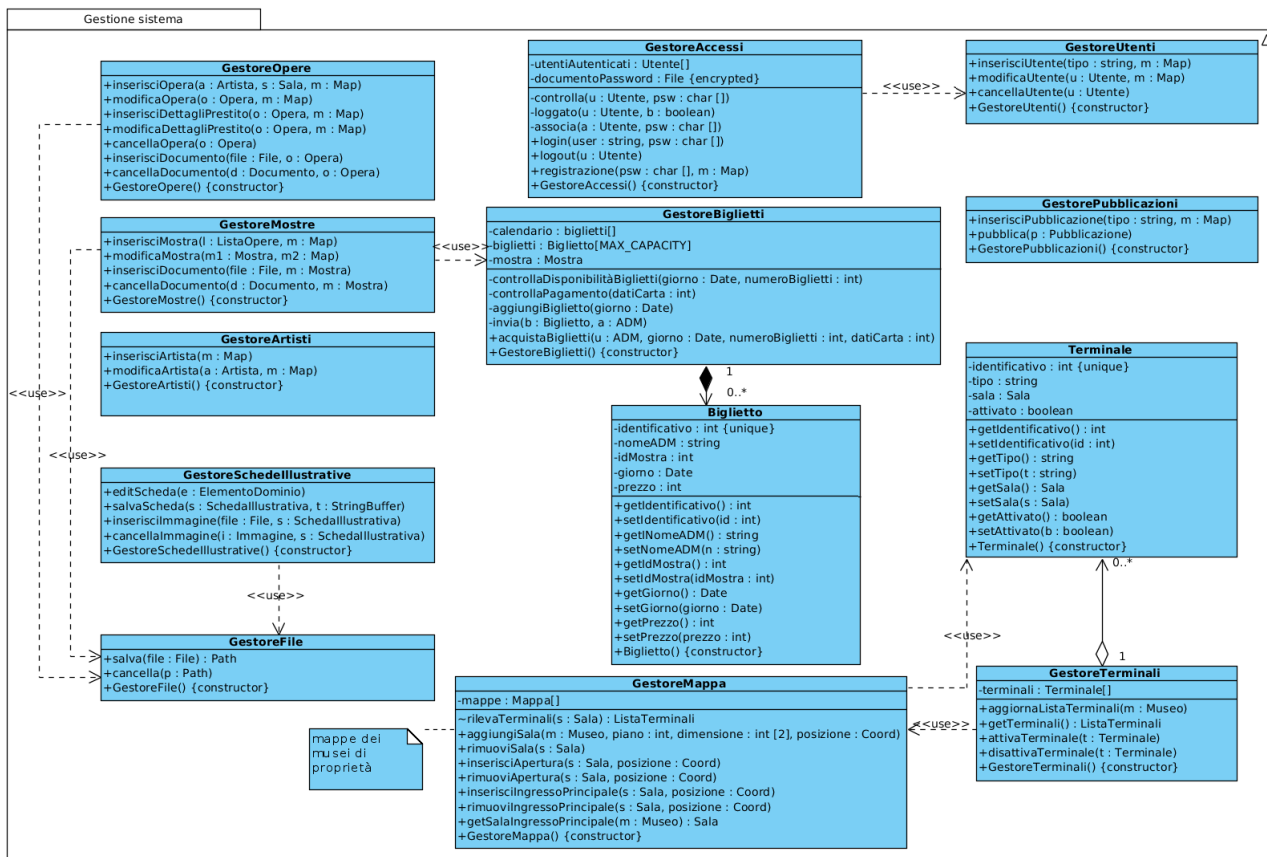 Gestione sistema
GestoreOpere
+inserisciOpera(a : Artista, s : Sala, m : Map)
+modificaOpera(o : Opera, m : Map)
+inserisciDettagliPrestito(o : Opera, m : Map)
+modificaDettagliPrestito(o : Opera, m : Map)
+cancellaOpera(o : Opera)
+inserisciDocumento(file : File, o : Opera)
+cancellaDocumento(d : Documento, o : Opera)
+GestoreOpere() {constructor}
GestoreAccessi
-utentiAutenticati : Utente[]
-documentoPassword : File {encrypted}
-controlla(u : Utente, psw : char [])
-loggato(u : Utente, b : boolean)
-associa(a : Utente, psw : char [])
+login(user : string, psw : char [])
+logout(u : Utente)
+registrazione(psw : char [], m : Map)
+GestoreAccessi() {constructor}
<<use>>
GestoreUtenti
+inserisciUtente(tipo : string, m : Map)
+modificaUtente(u : Utente, m : Map)
+cancellaUtente(u : Utente)
+GestoreUtenti() {constructor}
GestoreMostre
+inserisciMostra(l : ListaOpere, m : Map)
+modificaMostra(m1 : Mostra, m2 : Map)
+inserisciDocumento(file : File, m : Mostra)
+cancellaDocumento(d : Documento, m : Mostra)
+GestoreMostre() {constructor}
<<use>>
GestoreBiglietti
-calendario : biglietti[]
-biglietti : Biglietto[MAX_CAPACITY]
-mostra : Mostra
-controllaDisponibilitàBiglietti(giorno : Date, numeroBiglietti : int)
-controllaPagamento(datiCarta : int)
-aggiungiBiglietto(giorno : Date)
-invia(b : Biglietto, a : ADM)
+acquistaBiglietti(u : ADM, giorno : Date, numeroBiglietti : int, datiCarta : int)
+GestoreBiglietti() {constructor}
GestorePubblicazioni
+inserisciPubblicazione(tipo : string, m : Map)
+pubblica(p : Pubblicazione)
+GestorePubblicazioni() {constructor}
GestoreArtisti
+inserisciArtista(m : Map)
+modificaArtista(a : Artista, m : Map)
+GestoreArtisti() {constructor}
<<use>>
<<use>>
1
0..*
Biglietto
-identificativo : int {unique}
-nomeADM : string
-idMostra : int
-giorno : Date
-prezzo : int
+getIdentificativo() : int
+setIdentificativo(id : int)
+getINomeADM() : string
+setNomeADM(n : string)
+getIdMostra() : int
+setIdMostra(idMostra : int)
+getGiorno() : Date
+setGiorno(giorno : Date)
+getPrezzo() : int
+setPrezzo(prezzo : int)
+Biglietto() {constructor}
Terminale
-identificativo : int {unique}
-tipo : string
-sala : Sala
-attivato : boolean
+getIdentificativo() : int
+setIdentificativo(id : int)
+getTipo() : string
+setTipo(t : string)
+getSala() : Sala
+setSala(s : Sala)
+getAttivato() : boolean
+setAttivato(b : boolean)
+Terminale() {constructor}
GestoreSchedeIllustrative
+editScheda(e : ElementoDominio)
+salvaScheda(s : SchedaIllustrativa, t : StringBuffer)
+inserisciImmagine(file : File, s : SchedaIllustrativa)
+cancellaImmagine(i : Immagine, s : SchedaIllustrativa)
+GestoreSchedeIllustrative() {constructor}
<<use>>
GestoreFile
+salva(file : File) : Path
+cancella(p : Path)
+GestoreFile() {constructor}
0..*
<<use>>
1
GestoreMappa
-mappe : Mappa[]
~rilevaTerminali(s : Sala) : ListaTerminali
+aggiungiSala(m : Museo, piano : int, dimensione : int [2], posizione : Coord)
+rimuoviSala(s : Sala)
+inserisciApertura(s : Sala, posizione : Coord)
+rimuoviApertura(s : Sala, posizione : Coord)
+inserisciIngressoPrincipale(s : Sala, posizione : Coord)
+rimuoviIngressoPrincipale(s : Sala, posizione : Coord)
+getSalaIngressoPrincipale(m : Museo) : Sala
+GestoreMappa() {constructor}
mappe dei
musei di
proprietà
<<use>>
GestoreTerminali
-terminali : Terminale[]
+aggiornaListaTerminali(m : Museo)
+getTerminali() : ListaTerminali
+attivaTerminale(t : Terminale)
+disattivaTerminale(t : Terminale)
+GestoreTerminali() {constructor}